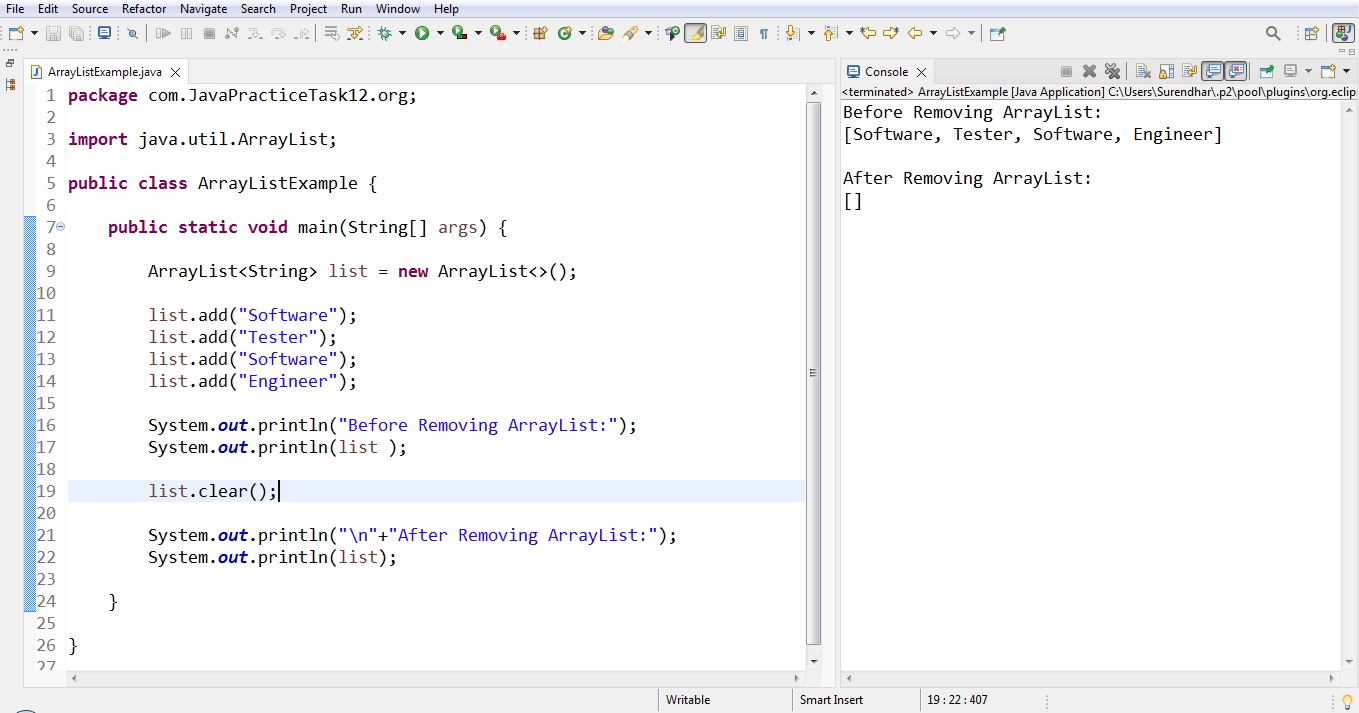 File Edit Source Refactor Navigate Search Project Run Window Help
ArrayListExample.java
1 package com.JavaPracticeTask12.org;
2
3 import java.util.ArrayList;
4
5 public class ArrayListExample {
6
7 public static void main(String[] args) {
8
9 ArrayList<String> list = new ArrayList<>();
10
11 list.add("Software");
12 list.add("Tester");
13 list.add("Software");
14 list.add("Engineer");
15
16 System.out.println("Before Removing ArrayList:");
17 System.out.println(list );
18
19 list.clear();
20
21 System.out.println("\n"+"After Removing ArrayList:");
22 System.out.println(list);
23
24 }
25
26 }
27
Console
<terminated> ArrayListExample [Java Application] C:\Users\Surendhar\.p2\pool\plugins\org.eclip
Before Removing ArrayList:
[Software, Tester, Software, Engineer]
After Removing ArrayList:
[]
Writable Smart Insert 19 : 22 : 407